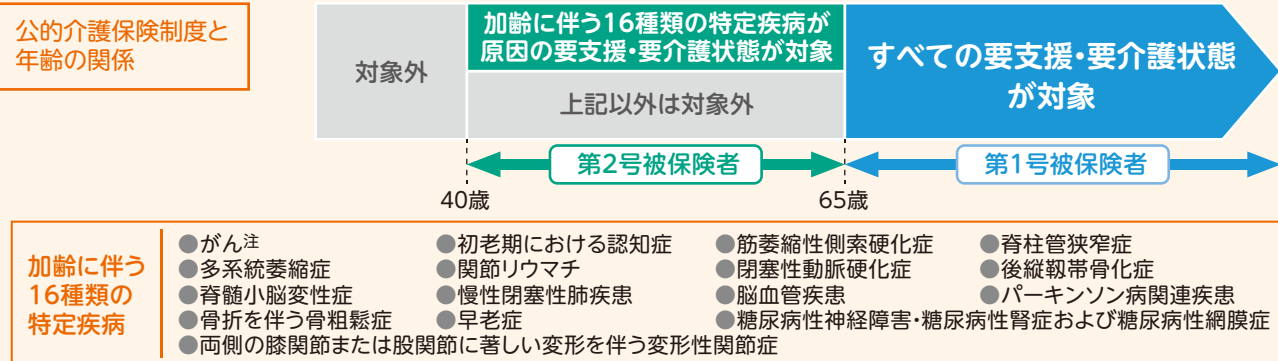 公的介護保険制度と
年齢の関係
対象外
加齢に伴う16種類の特定疾病が
原因の要支援・要介護状態が対象
上記以外は対象外
すべての要支援・要介護状態
が対象
第2号被保険者
第1号被保険者
40歳
65歳
加齢に伴う
16種類の
特定疾病
●がん注 ●初老期における認知症 ●筋萎縮性側索硬化症 ●脊柱管狭窄症
●多系統萎縮症 ●関節リウマチ ●閉塞性動脈硬化症 ●後縦靱帯骨化症
●脊髄小脳変性症 ●慢性閉塞性肺疾患 ●脳血管疾患 ●パーキンソン病関連疾患
●骨折を伴う骨粗鬆症 ●早老症 ●糖尿病性神経障害・糖尿病性腎症および糖尿病性網膜症
●両側の膝関節または股関節に著しい変形を伴う変形性関節症